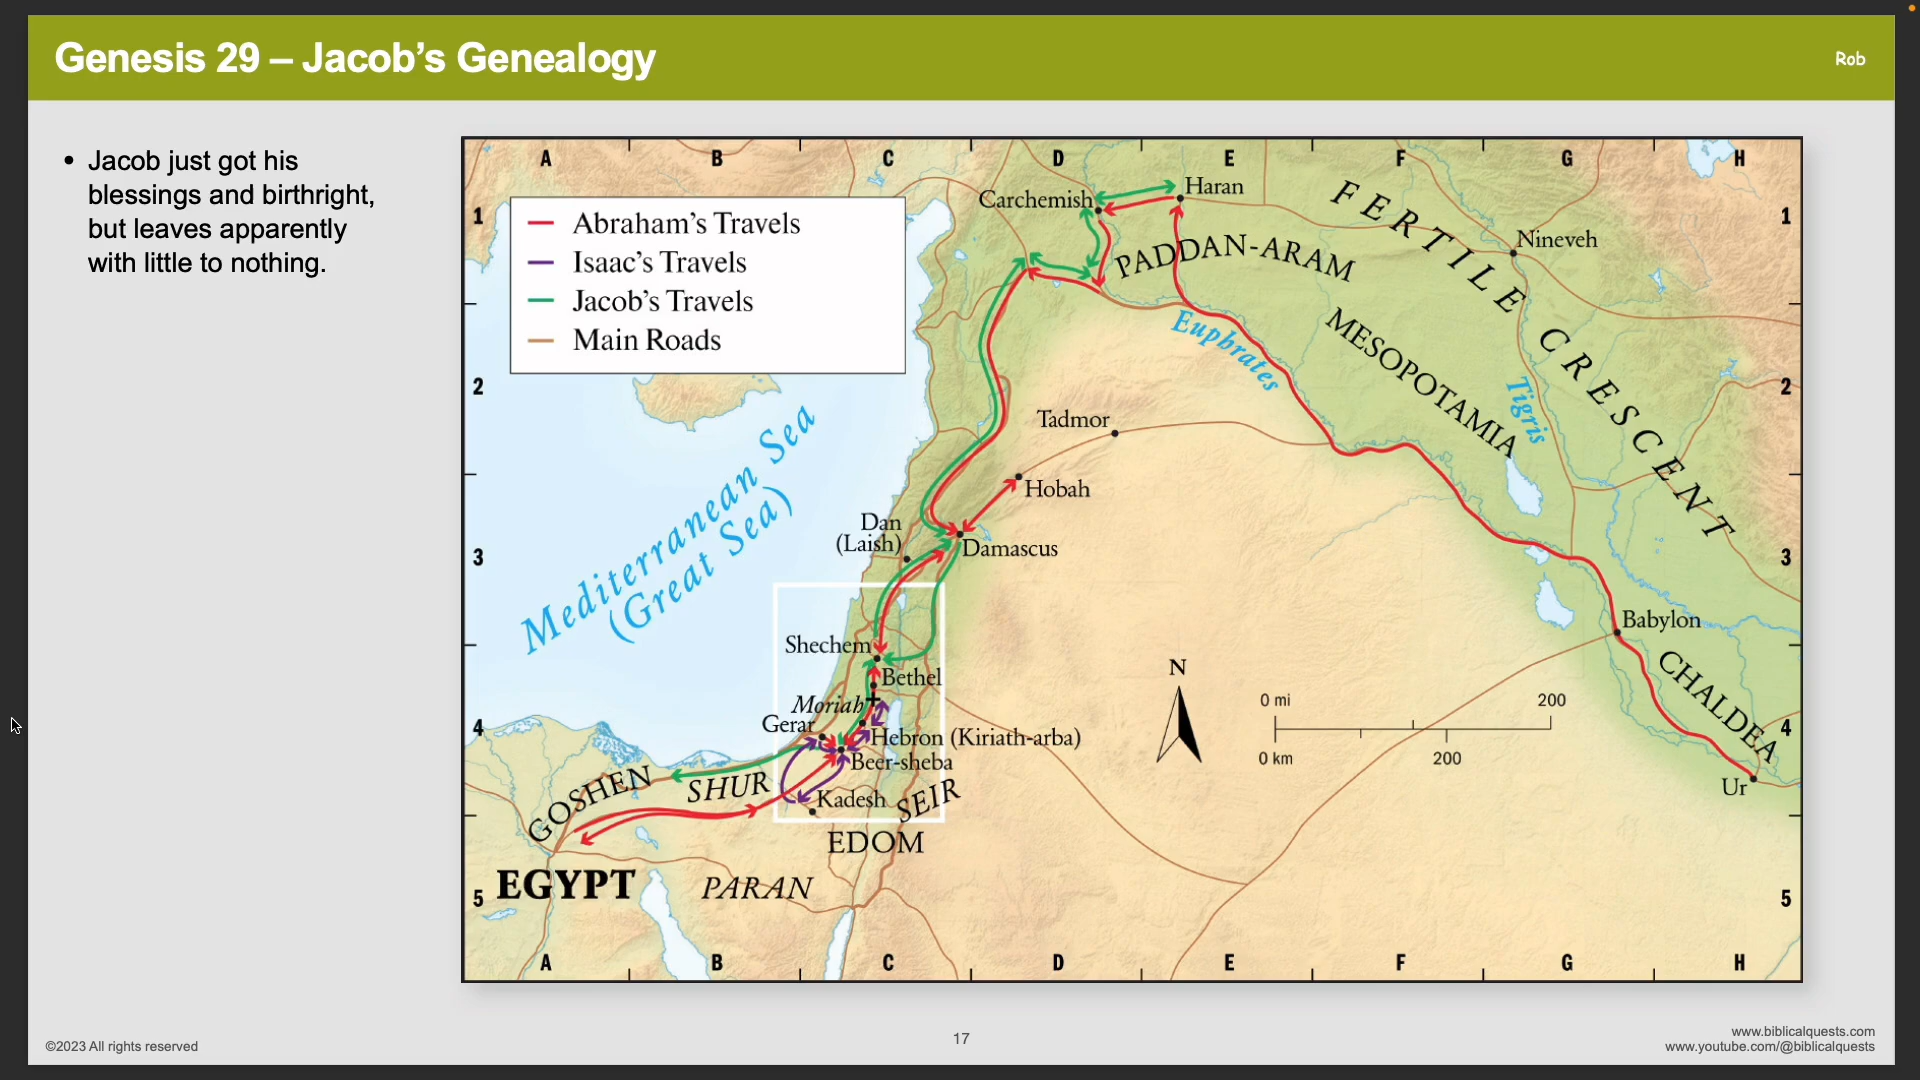 Genesis 29 – Jacob's Genealogy
Rob
• Jacob just got his
blessings and birthright,
but leaves apparently
with little to nothing.
A B C D E F G H
1 1
2 2
3 3
4 4
5 5
Abraham's Travels
Isaac's Travels
Jacob's Travels
Main Roads
Carchemish
Haran
PADDAN-ARAM
FERTILE CRESCENT
Nineveh
Euphrates
MESOPOTAMIA
Tigris
Tadmor
Hobah
Mediterranean Sea
(Great Sea)
Dan
(Laish)
Damascus
Shechem
Bethel
Moriah
Gerar
Hebron (Kiriath-arba)
Beer-sheba
Kadesh
SEIR
GOSHEN
SHUR
EDOM
EGYPT
PARAN
Babylon
CHALDEA
Ur
N
0 mi 200
0 km 200
A B C D E F G H
©2023 All rights reserved
17
www.biblicalquests.com
www.youtube.com/@biblicalquests